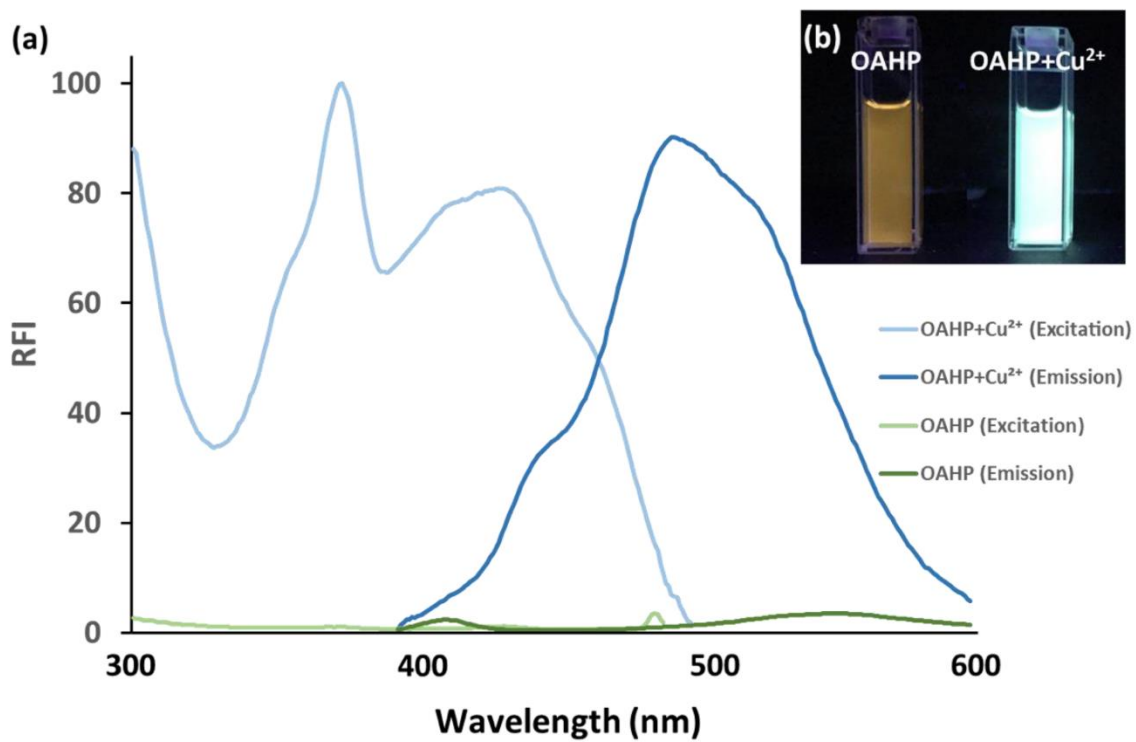 (a)
(b)
OAHP
OAHP+Cu²⁺
100
80
60
40
20
0
RFI
300
400
500
600
Wavelength (nm)
OAHP+Cu²⁺ (Excitation)
OAHP+Cu²⁺ (Emission)
OAHP (Excitation)
OAHP (Emission)